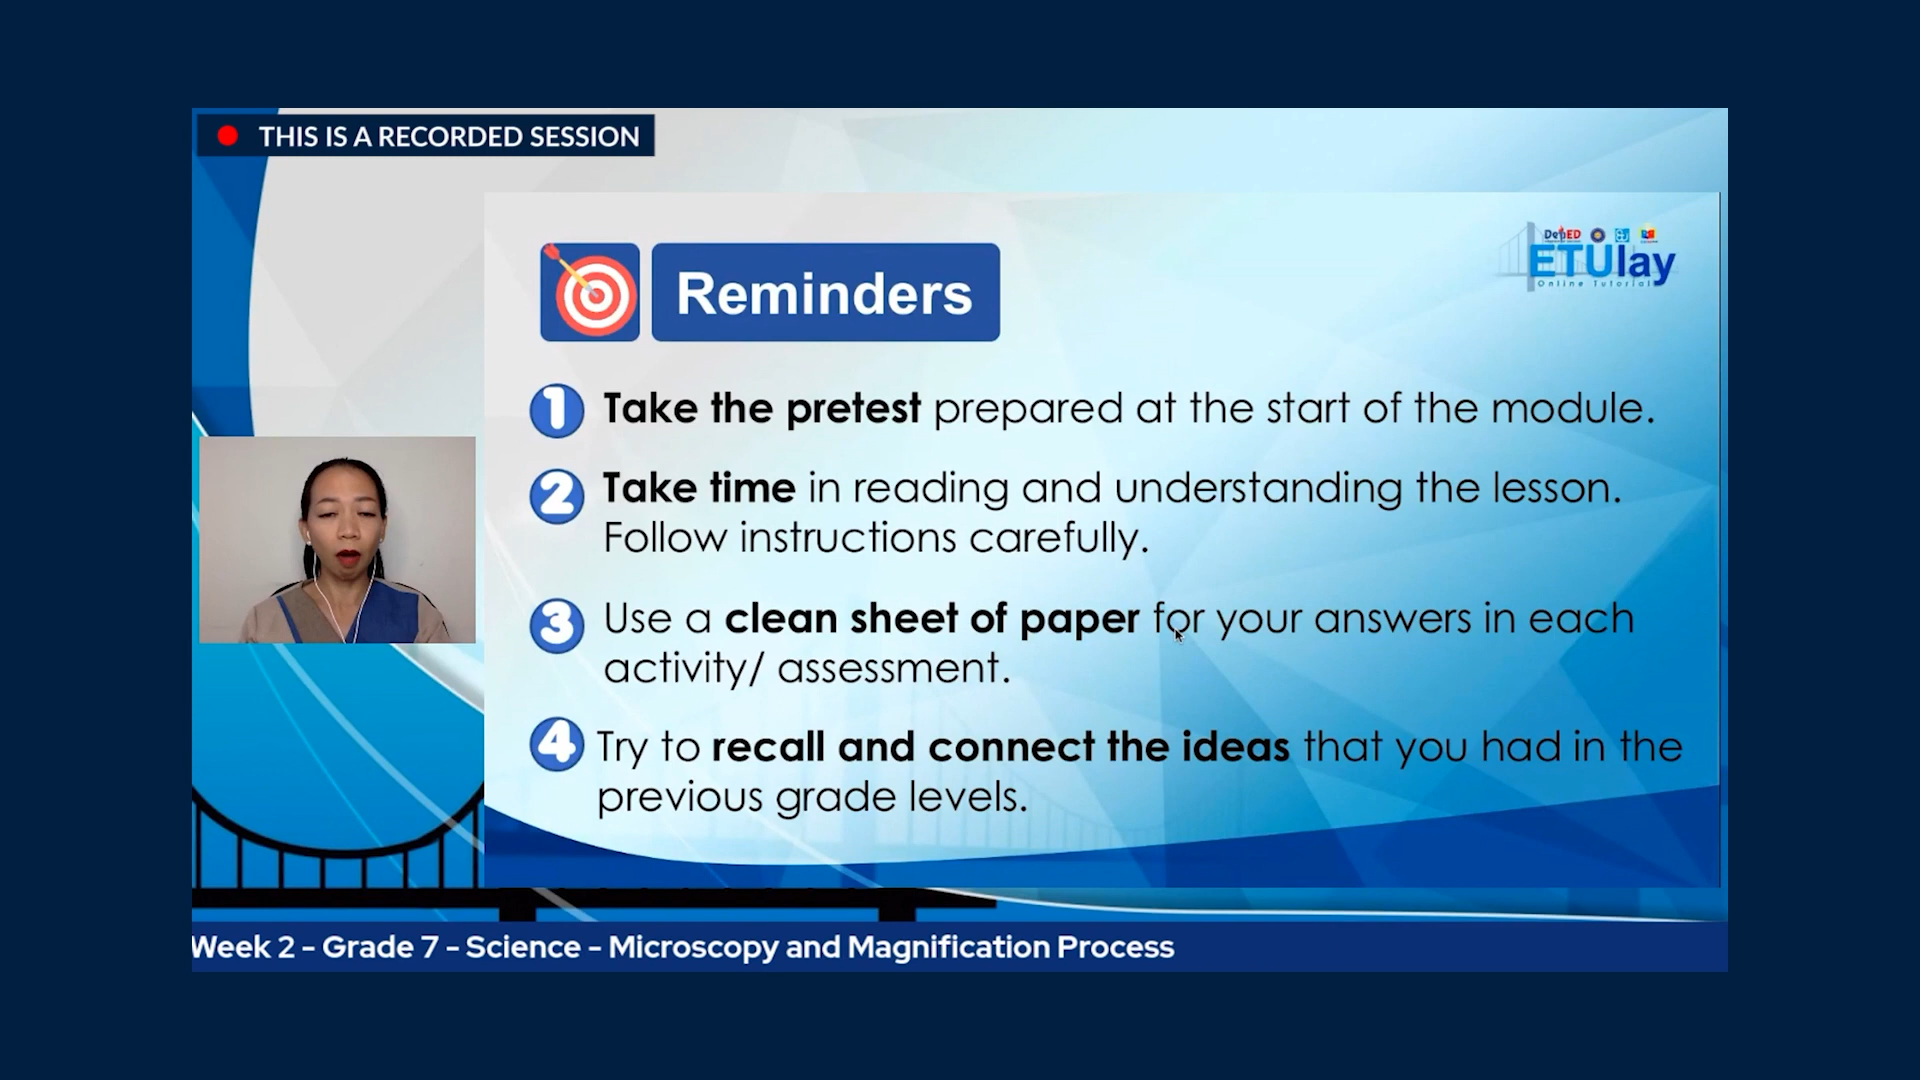 THIS IS A RECORDED SESSION
DepED
ETUlay
Online Tutorial
Reminders
1 Take the pretest prepared at the start of the module.
2 Take time in reading and understanding the lesson.
Follow instructions carefully.
3 Use a clean sheet of paper for your answers in each
activity/ assessment.
4 Try to recall and connect the ideas that you had in the
previous grade levels.
Week 2 - Grade 7 - Science - Microscopy and Magnification Process